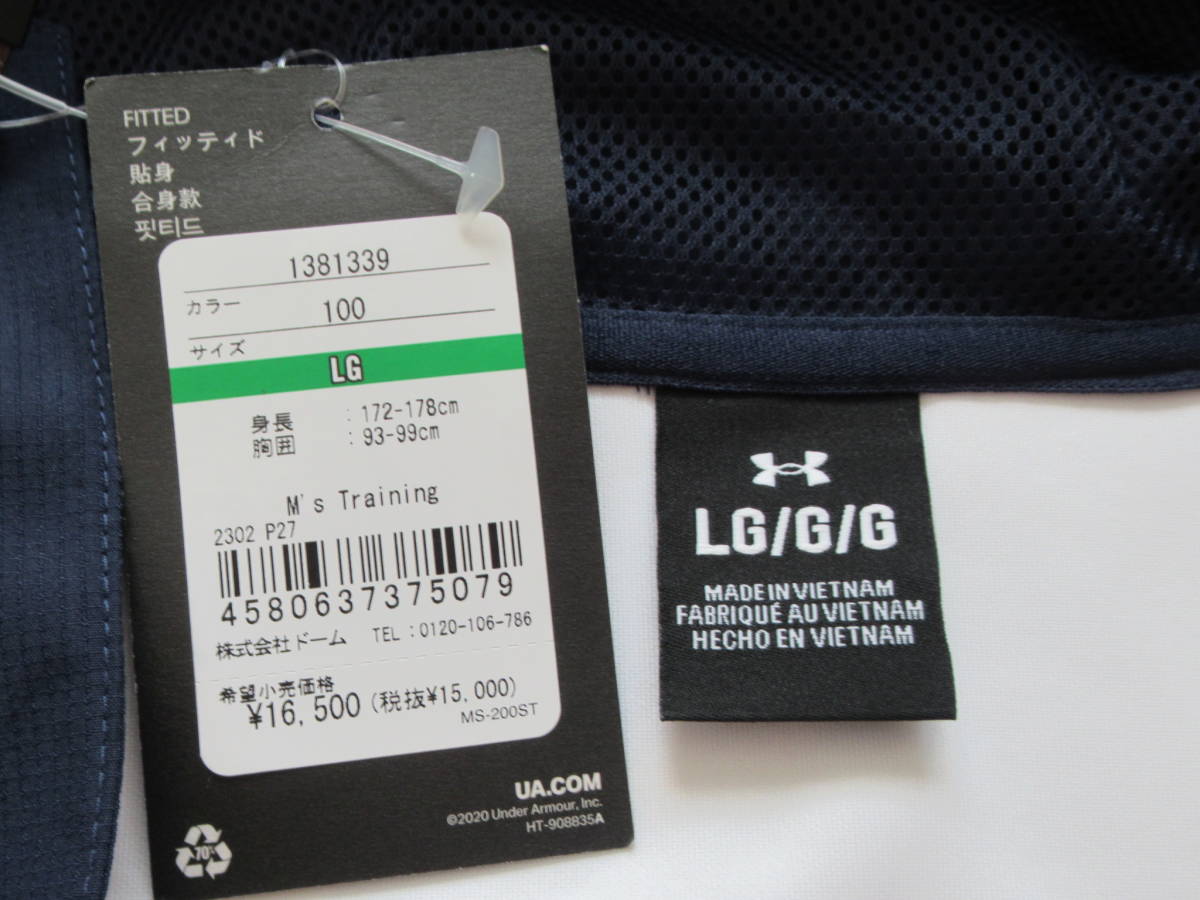 FITTED
フィッティド
貼身
合身款
핏티드
1381339
カラー
100
サイズ
LG
身長 : 172-178cm
胸囲 : 93-99cm
M's Training
2302 P27
4580637375079
株式会社ドーム TEL:0120-106-786
希望小売価格
¥16,500 (税抜¥15,000)
MS-200ST
UA.COM
©2020 Under Armour, Inc.
HT-908835A
70%
LG/G/G
MADE IN VIETNAM
FABRIQUÉ AU VIETNAM
HECHO EN VIETNAM